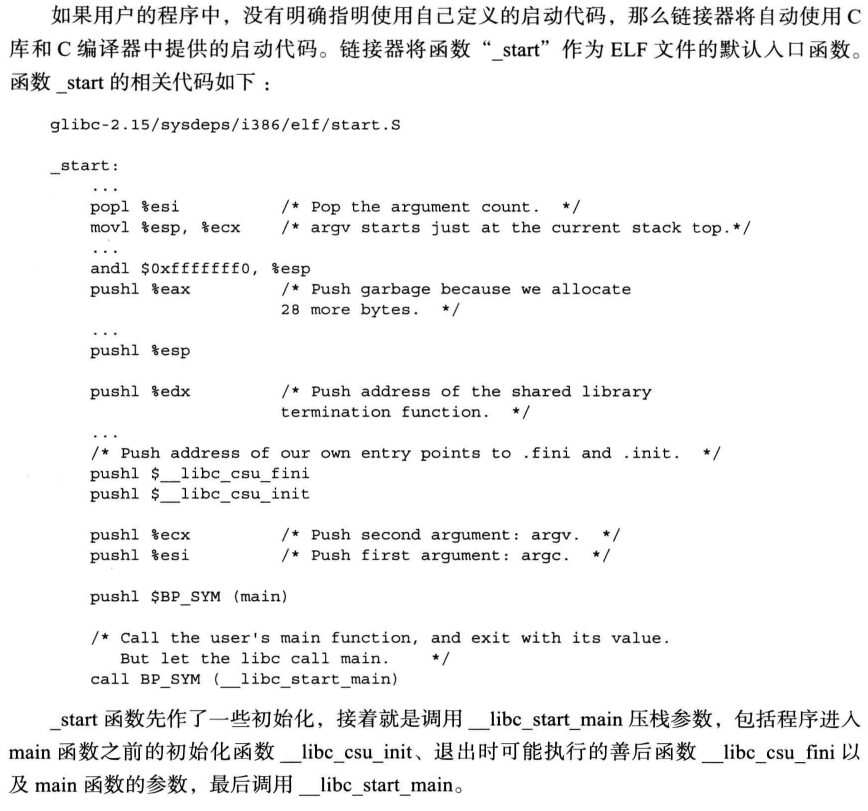 如果用户的程序中，没有明确指明使用自己定义的启动代码，那么链接器将自动使用 C
库和 C 编译器中提供的启动代码。链接器将函数“_start”作为 ELF 文件的默认入口函数。
函数 _start 的相关代码如下：
glibc-2.15/sysdeps/i386/elf/start.S
_start:
...
popl %esi /* Pop the argument count. */
movl %esp, %ecx /* argv starts just at the current stack top.*/
...
andl $0xfffffff0, %esp
pushl %eax /* Push garbage because we allocate
28 more bytes. */
...
pushl %esp
pushl %edx /* Push address of the shared library
termination function. */
...
/* Push address of our own entry points to .fini and .init. */
pushl $__libc_csu_fini
pushl $__libc_csu_init
pushl %ecx /* Push second argument: argv. */
pushl %esi /* Push first argument: argc. */
pushl $BP_SYM (main)
/* Call the user's main function, and exit with its value.
But let the libc call main. */
call BP_SYM (__libc_start_main)
_start 函数先作了一些初始化，接着就是调用 __libc_start_main 压栈参数，包括程序进入
main 函数之前的初始化函数 __libc_csu_init、退出时可能执行的善后函数 __libc_csu_fini 以
及 main 函数的参数，最后调用 __libc_start_main。